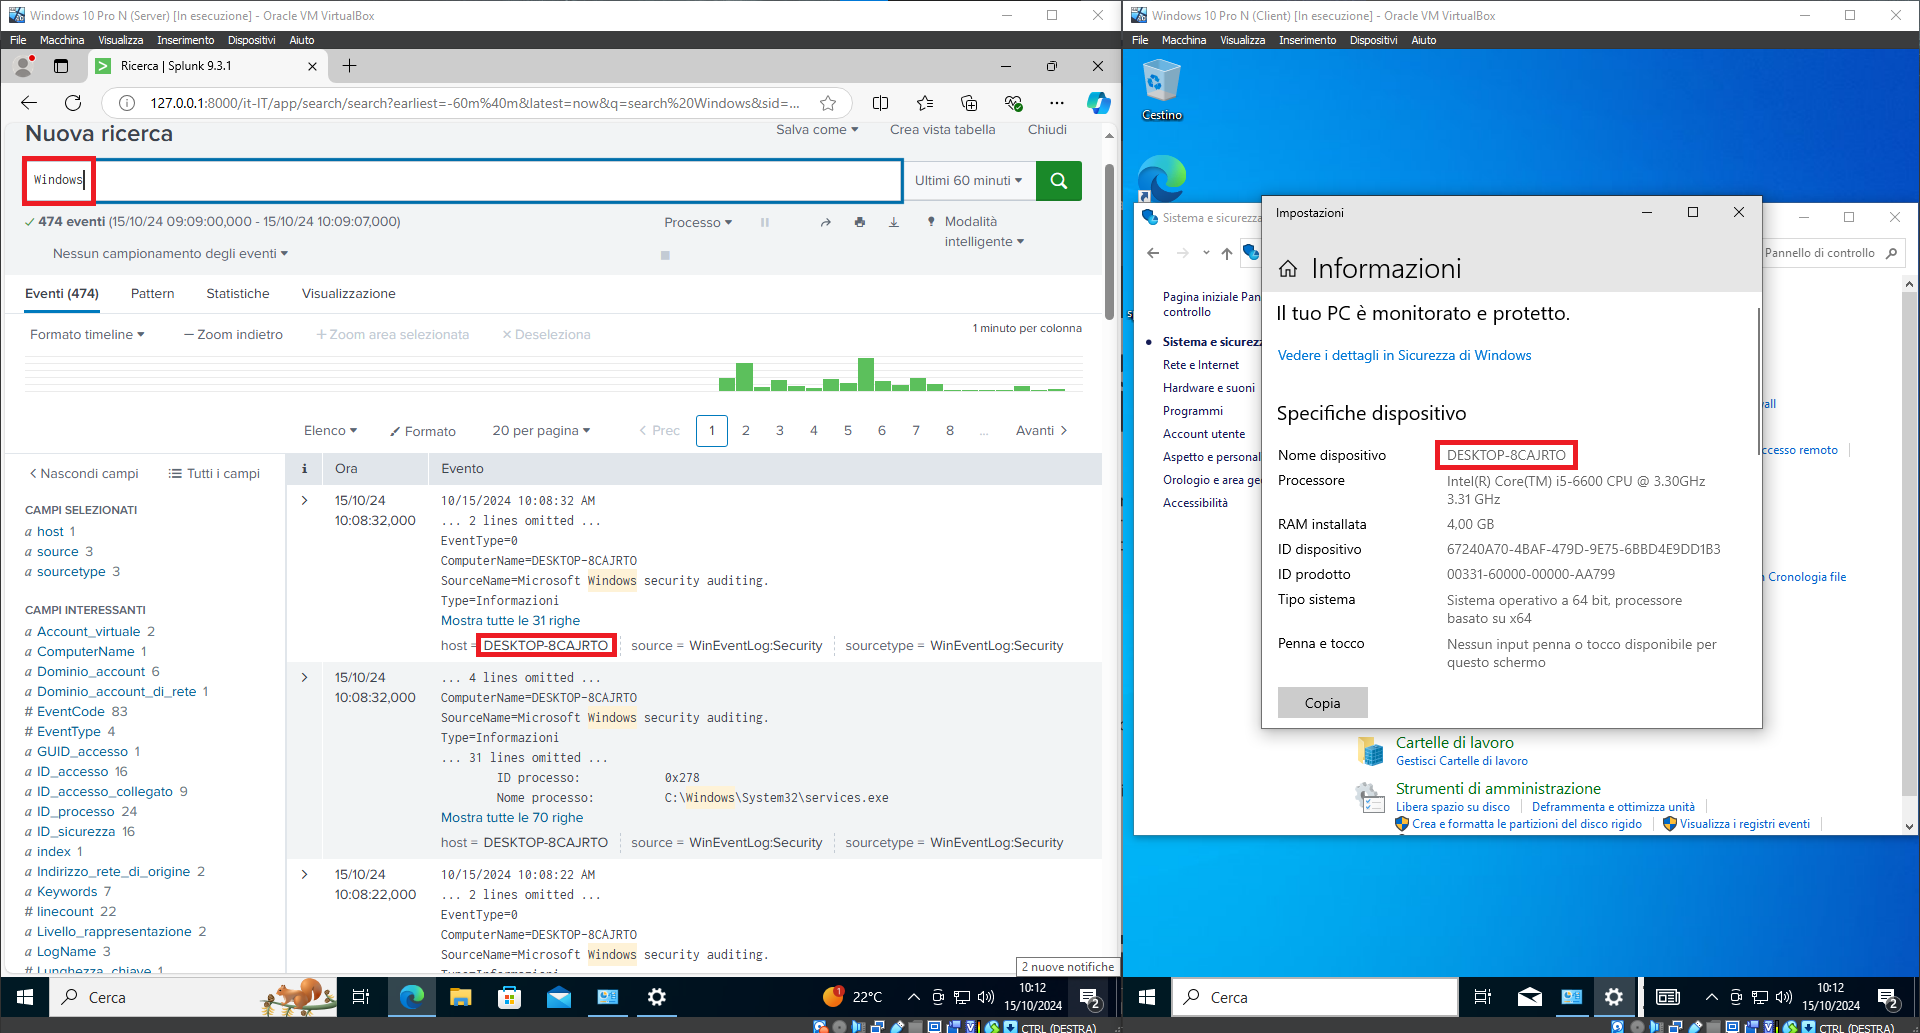 Windows 10 Pro N (Server) [In esecuzione] - Oracle VM VirtualBox
File Macchina Visualizza Inserimento Dispositivi Aiuto
Ricerca | Splunk 9.3.1
127.0.0.1:8000/it-IT/app/search/search?earliest=-60m%40m&latest=now&q=search%20Windows&sid=...
Nuova ricerca
Salva come Crea vista tabella Chiudi
Windows
Ultimi 60 minuti
474 eventi (15/10/24 09:09:00,000 - 15/10/24 10:09:07,000)
Processo
Modalità intelligente
Nessun campionamento degli eventi
Eventi (474) Pattern Statistiche Visualizzazione
Formato timeline — Zoom indietro + Zoom area selezionata × Deseleziona
1 minuto per colonna
Elenco Formato 20 per pagina < Prec 1 2 3 4 5 6 7 8 ... Avanti >
< Nascondi campi Tutti i campi
CAMPI SELEZIONATI
a host 1
a source 3
a sourcetype 3
CAMPI INTERESSANTI
a Account_virtuale 2
a ComputerName 1
a Dominio_account 6
a Dominio_account_di_rete 1
# EventCode 83
# EventType 4
a GUID_accesso 1
a ID_accesso 16
a ID_accesso_collegato 9
a ID_processo 24
a ID_sicurezza 16
a index 1
a Indirizzo_rete_di_origine 2
a Keywords 7
# linecount 22
a Livello_rappresentazione 2
a LogName 3
# Lunghezza_chiave 1
i Ora Evento
15/10/24
10:08:32,000
10/15/2024 10:08:32 AM
... 2 lines omitted ...
EventType=0
ComputerName=DESKTOP-8CAJRTO
SourceName=Microsoft Windows security auditing.
Type=Informazioni
Mostra tutte le 31 righe
host = DESKTOP-8CAJRTO source = WinEventLog:Security sourcetype = WinEventLog:Security
15/10/24
10:08:32,000
... 4 lines omitted ...
ComputerName=DESKTOP-8CAJRTO
SourceName=Microsoft Windows security auditing.
Type=Informazioni
... 31 lines omitted ...
ID processo: 0x278
Nome processo: C:\Windows\System32\services.exe
Mostra tutte le 70 righe
host = DESKTOP-8CAJRTO source = WinEventLog:Security sourcetype = WinEventLog:Security
15/10/24
10:08:22,000
10/15/2024 10:08:22 AM
... 2 lines omitted ...
EventType=0
ComputerName=DESKTOP-8CAJRTO
SourceName=Microsoft Windows security auditing.
Type=Informazioni
2 nuove notifiche
Cerca
1
22°C
10:12
15/10/2024
2
CTRL (DESTRA)
Windows 10 Pro N (Client) [In esecuzione] - Oracle VM VirtualBox
File Macchina Visualizza Inserimento Dispositivi Aiuto
Cestino
Sistema e sicurezza
Pannello di controllo
Pagina iniziale Pan
controllo
Sistema e sicurezz
Rete e Internet
Hardware e suoni
Programmi
Account utente
Aspetto e personal
Orologio e area ge
Accessibilità
Impostazioni
Informazioni
Il tuo PC è monitorato e protetto.
Vedere i dettagli in Sicurezza di Windows
Specifiche dispositivo
Nome dispositivo DESKTOP-8CAJRTO
Processore Intel(R) Core(TM) i5-6600 CPU @ 3.30GHz
3.31 GHz
RAM installata 4,00 GB
ID dispositivo 67240A70-4BAF-479D-9E75-6BBD4E9DD1B3
ID prodotto 00331-60000-00000-AA799
Tipo sistema Sistema operativo a 64 bit, processore
basato su x64
Penna e tocco Nessun input penna o tocco disponibile per
questo schermo
Copia
all
ccesso remoto
Cronologia file
Cartelle di lavoro
Gestisci Cartelle di lavoro
Strumenti di amministrazione
Libera spazio su disco Deframmenta e ottimizza unità
Crea e formatta le partizioni del disco rigido Visualizza i registri eventi
Cerca
10:12
15/10/2024
2
CTRL (DESTRA)